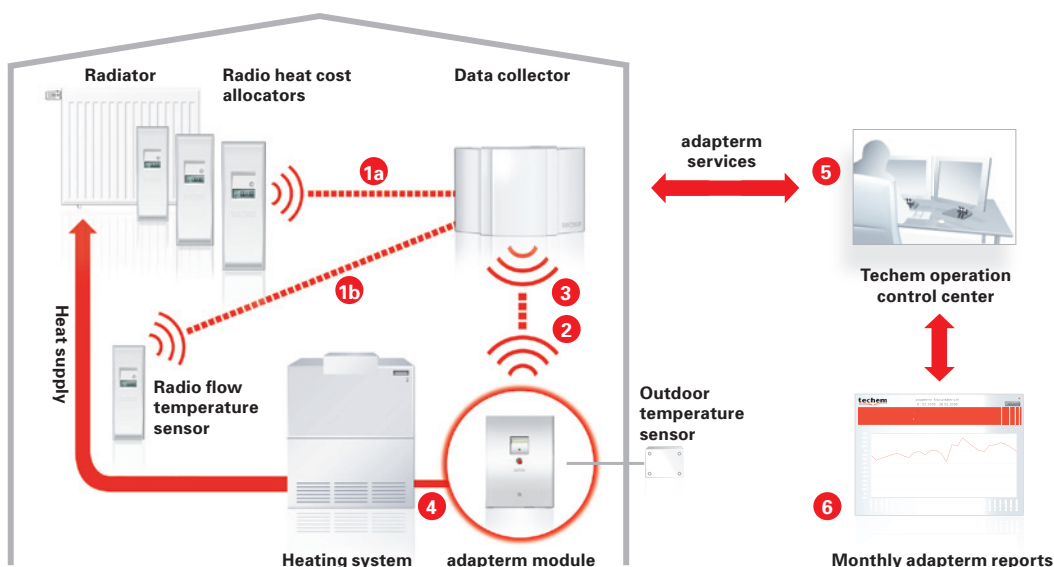 Radiator
Radio heat cost
allocators
Data collector
1a
1b
3
2
adapterm
services
5
Techem operation
control center
Heat supply
Radio flow
temperature
sensor
Outdoor
temperature
sensor
techem
4
6
Heating system
adapterm module
Monthly adapterm reports